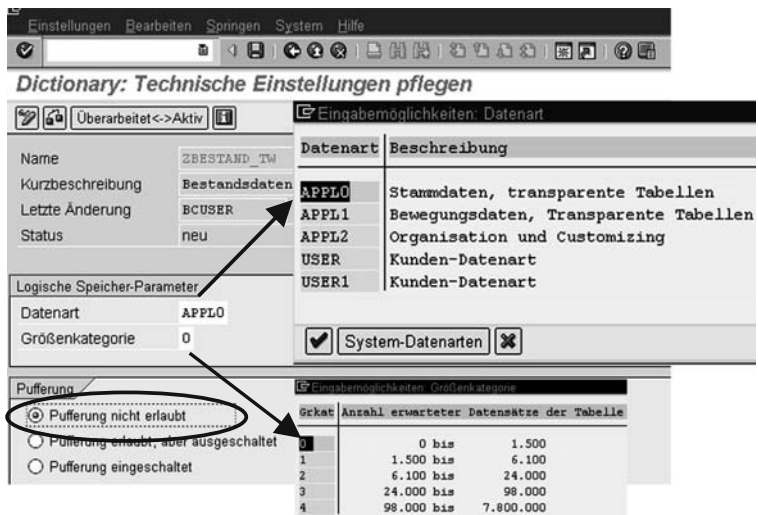 Einstellungen Bearbeiten Springen System Hilfe
Dictionary: Technische Einstellungen pflegen
Überarbeitet<->Aktiv
Name ZBESTAND_TW
Kurzbeschreibung Bestandsdaten
Letzte Änderung BCUSER
Status neu
Logische Speicher-Parameter
Datenart APPL0
Größenkategorie 0
Pufferung
Pufferung nicht erlaubt
Pufferung erlaubt, aber ausgeschaltet
Pufferung eingeschaltet
Eingabemöglichkeiten: Datenart
Datenart Beschreibung
APPL0 Stammdaten, transparente Tabellen
APPL1 Bewegungsdaten, Transparente Tabellen
APPL2 Organisation und Customizing
USER Kunden-Datenart
USER1 Kunden-Datenart
System-Datenarten
Eingabemöglichkeiten: Größenkategorie
Grkat Anzahl erwarteter Datensätze der Tabelle
0 0 bis 1.500
1 1.500 bis 6.100
2 6.100 bis 24.000
3 24.000 bis 98.000
4 98.000 bis 7.800.000